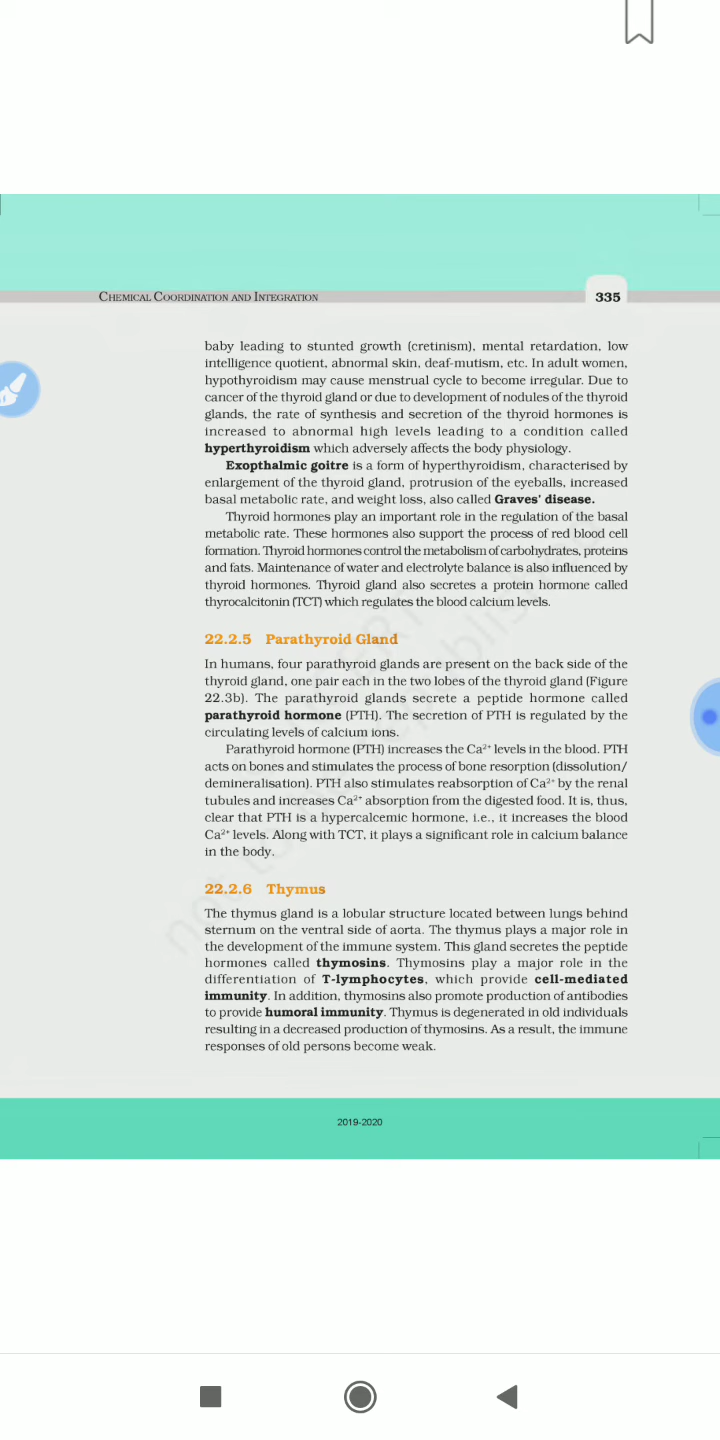 CHEMICAL COORDINATION AND INTEGRATION 335
baby leading to stunted growth (cretinism), mental retardation, low
intelligence quotient, abnormal skin, deaf-mutism, etc. In adult women,
hypothyroidism may cause menstrual cycle to become irregular. Due to
cancer of the thyroid gland or due to development of nodules of the thyroid
glands, the rate of synthesis and secretion of the thyroid hormones is
increased to abnormal high levels leading to a condition called
hyperthyroidism which adversely affects the body physiology.
Exopthalmic goitre is a form of hyperthyroidism, characterised by
enlargement of the thyroid gland, protrusion of the eyeballs, increased
basal metabolic rate, and weight loss, also called Graves' disease.
Thyroid hormones play an important role in the regulation of the basal
metabolic rate. These hormones also support the process of red blood cell
formation. Thyroid hormones control the metabolism of carbohydrates, proteins
and fats. Maintenance of water and electrolyte balance is also influenced by
thyroid hormones. Thyroid gland also secretes a protein hormone called
thyrocalcitonin (TCT) which regulates the blood calcium levels.
22.2.5 Parathyroid Gland
In humans, four parathyroid glands are present on the back side of the
thyroid gland, one pair each in the two lobes of the thyroid gland (Figure
22.3b). The parathyroid glands secrete a peptide hormone called
parathyroid hormone (PTH). The secretion of PTH is regulated by the
circulating levels of calcium ions.
Parathyroid hormone (PTH) increases the Ca²⁺ levels in the blood. PTH
acts on bones and stimulates the process of bone resorption (dissolution/
demineralisation). PTH also stimulates reabsorption of Ca²⁺ by the renal
tubules and increases Ca²⁺ absorption from the digested food. It is, thus,
clear that PTH is a hypercalcemic hormone, i.e., it increases the blood
Ca²⁺ levels. Along with TCT, it plays a significant role in calcium balance
in the body.
22.2.6 Thymus
The thymus gland is a lobular structure located between lungs behind
sternum on the ventral side of aorta. The thymus plays a major role in
the development of the immune system. This gland secretes the peptide
hormones called thymosins. Thymosins play a major role in the
differentiation of T-lymphocytes, which provide cell-mediated
immunity. In addition, thymosins also promote production of antibodies
to provide humoral immunity. Thymus is degenerated in old individuals
resulting in a decreased production of thymosins. As a result, the immune
responses of old persons become weak.
2019-2020